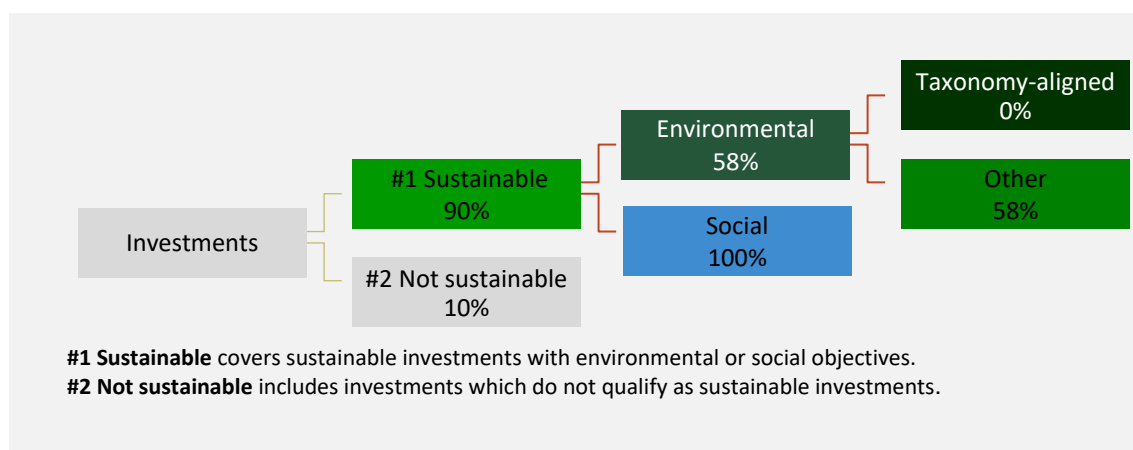 Investments
#1 Sustainable
90%
#2 Not sustainable
10%
Environmental
58%
Social
100%
Taxonomy-aligned
0%
Other
58%
#1 Sustainable covers sustainable investments with environmental or social objectives.
#2 Not sustainable includes investments which do not qualify as sustainable investments.